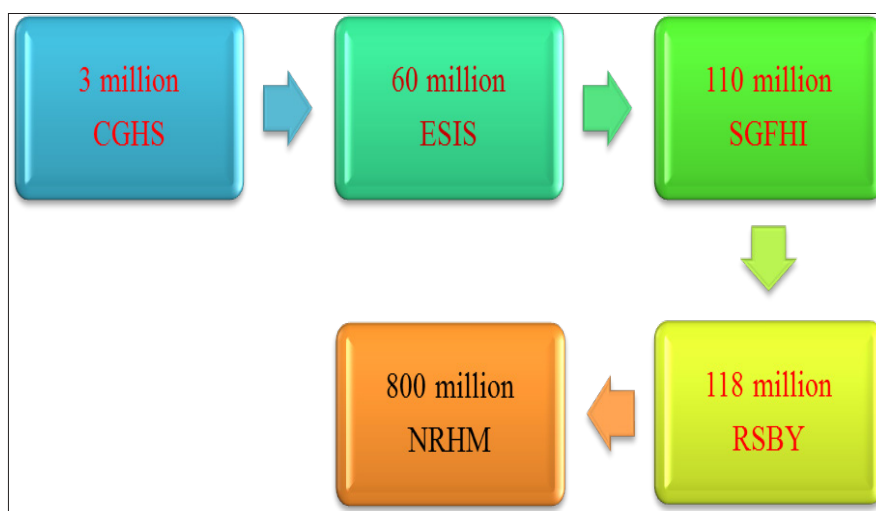 3 million
CGHS
60 million
ESIS
110 million
SGFHI
118 million
RSBY
800 million
NRHM